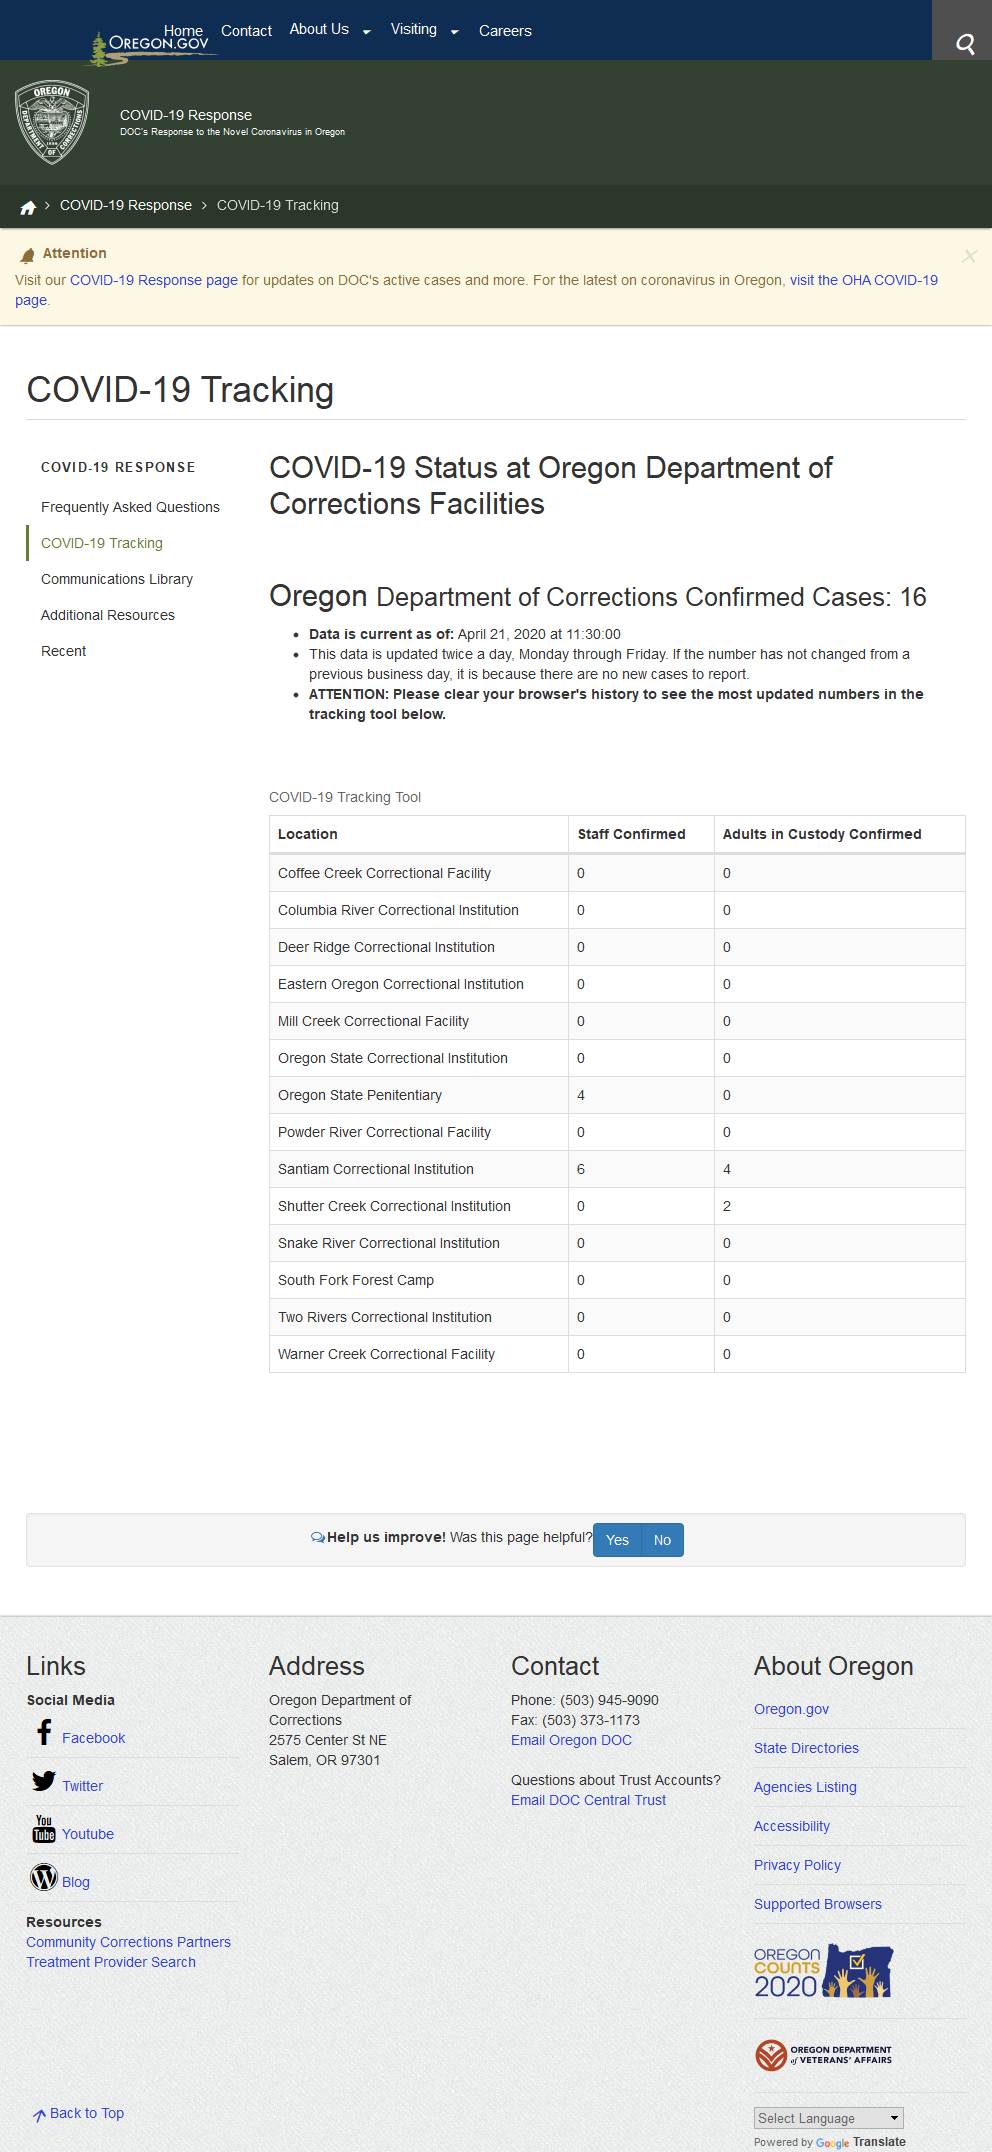 Home Contact About Us Visiting Careers
OREGON.GOV
OREGON
DEPARTMENT OF CORRECTIONS
COVID-19 Response
DOC's Response to the Novel Coronavirus in Oregon
COVID-19 Response > COVID-19 Tracking
Attention
Visit our COVID-19 Response page for updates on DOC's active cases and more. For the latest on coronavirus in Oregon, visit the OHA COVID-19
page.
COVID-19 Tracking
COVID-19 RESPONSE
Frequently Asked Questions
COVID-19 Tracking
Communications Library
Additional Resources
Recent
COVID-19 Status at Oregon Department of
Corrections Facilities
Oregon Department of Corrections Confirmed Cases: 16
• Data is current as of: April 21, 2020 at 11:30:00
• This data is updated twice a day, Monday through Friday. If the number has not changed from a
previous business day, it is because there are no new cases to report.
• ATTENTION: Please clear your browser's history to see the most updated numbers in the
tracking tool below.
COVID-19 Tracking Tool
Location Staff Confirmed Adults in Custody Confirmed
Coffee Creek Correctional Facility 0 0
Columbia River Correctional Institution 0 0
Deer Ridge Correctional Institution 0 0
Eastern Oregon Correctional Institution 0 0
Mill Creek Correctional Facility 0 0
Oregon State Correctional Institution 0 0
Oregon State Penitentiary 4 0
Powder River Correctional Facility 0 0
Santiam Correctional Institution 6 4
Shutter Creek Correctional Institution 0 2
Snake River Correctional Institution 0 0
South Fork Forest Camp 0 0
Two Rivers Correctional Institution 0 0
Warner Creek Correctional Facility 0 0
Help us improve! Was this page helpful? Yes No
Links
Social Media
Facebook
Twitter
You
Tube Youtube
Blog
Resources
Community Corrections Partners
Treatment Provider Search
Back to Top
Address
Oregon Department of
Corrections
2575 Center St NE
Salem, OR 97301
Contact
Phone: (503) 945-9090
Fax: (503) 373-1173
Email Oregon DOC
Questions about Trust Accounts?
Email DOC Central Trust
About Oregon
Oregon.gov
State Directories
Agencies Listing
Accessibility
Privacy Policy
Supported Browsers
OREGON
COUNTS
2020
OREGON DEPARTMENT
of VETERANS' AFFAIRS
Select Language
Powered by Google Translate